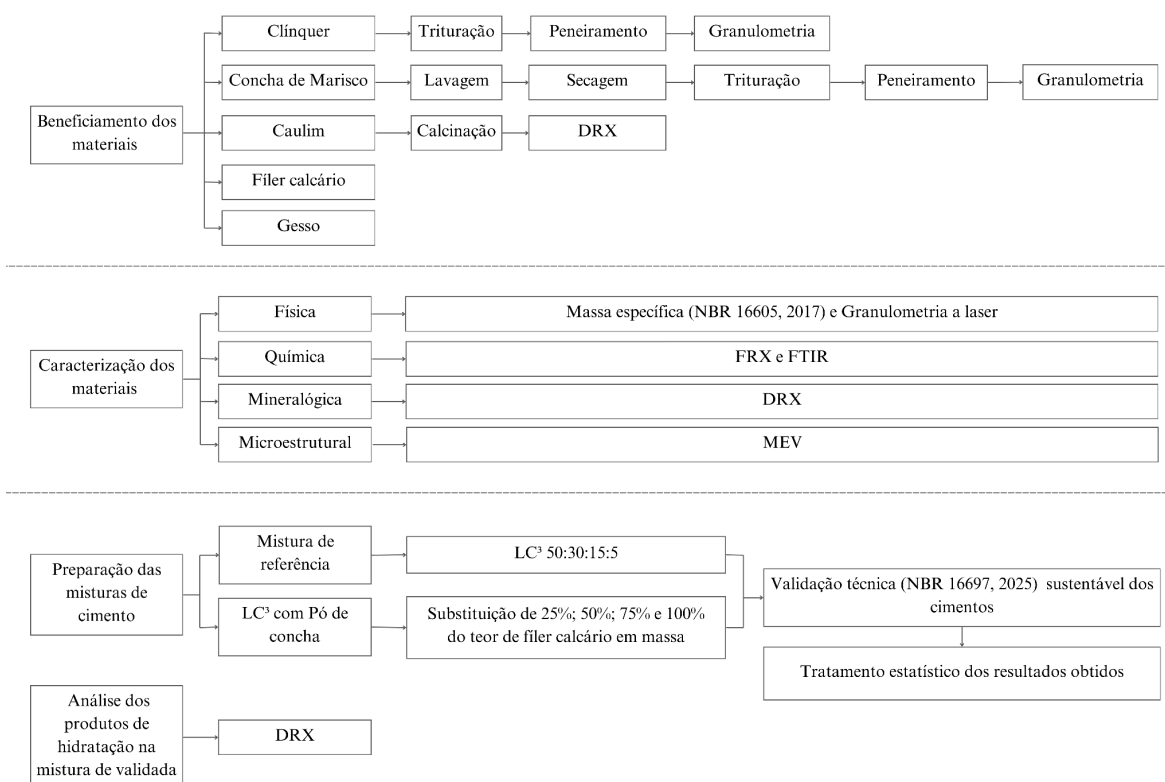 Clínquer
Trituração
Peneiramento
Granulometria
Concha de Marisco
Lavagem
Secagem
Trituração
Peneiramento
Granulometria
Beneficiamento dos
materiais
Caulim
Calcinação
DRX
Fíler calcário
Gesso
Física
Massa específica (NBR 16605, 2017) e Granulometria a laser
Caracterização dos
materiais
Química
FRX e FTIR
Mineralógica
DRX
Microestrutural
MEV
Preparação das
misturas de
cimento
Mistura de
referência
LC³ 50:30:15:5
LC³ com Pó de
concha
Substituição de 25%; 50%; 75% e 100%
do teor de fíler calcário em massa
Validação técnica (NBR 16697, 2025) sustentável dos
cimentos
Tratamento estatístico dos resultados obtidos
Análise dos
produtos de
hidratação na
mistura de validada
DRX